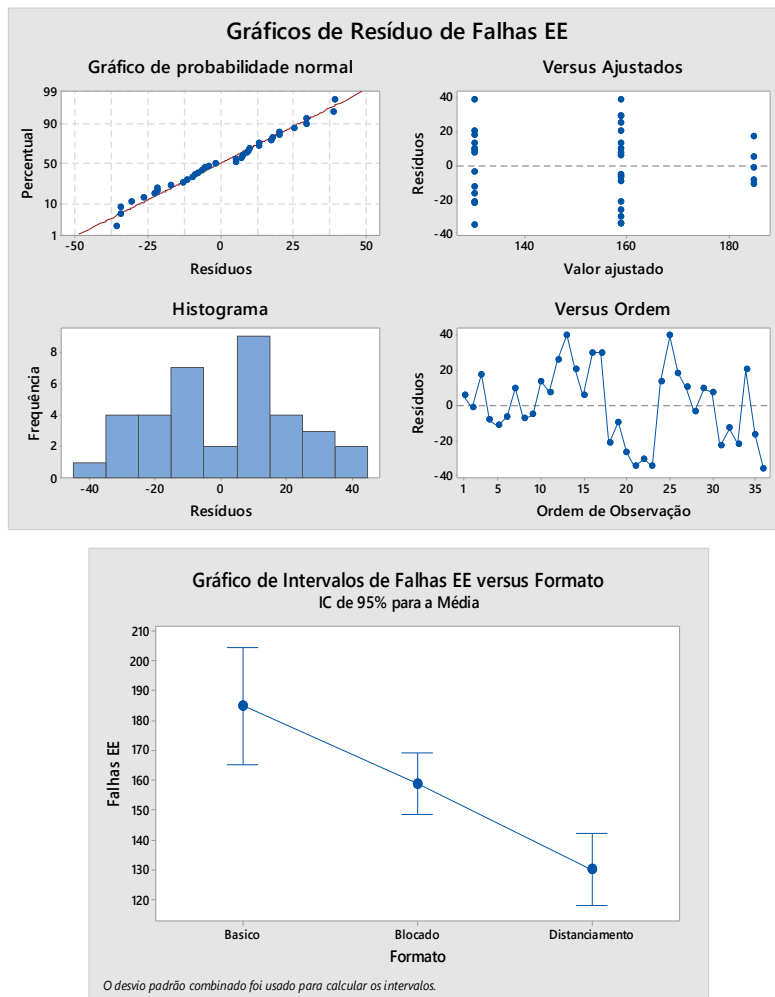 Gráficos de Resíduo de Falhas EE
Gráfico de probabilidade normal
99
90
50
10
1
Percentual
-50
-25
0
25
50
Resíduos
Versus Ajustados
40
20
0
-20
-40
Resíduos
140
160
180
Valor ajustado
Histograma
8
6
4
2
0
Frequência
-40
-20
0
20
40
Resíduos
Versus Ordem
40
20
0
-20
-40
Resíduos
1
5
10
15
20
25
30
35
Ordem de Observação
Gráfico de Intervalos de Falhas EE versus Formato
IC de 95% para a Média
210
200
190
180
170
160
150
140
130
120
Falhas EE
Basico
Blocado
Distanciamento
Formato
O desvio padrão combinado foi usado para calcular os intervalos.